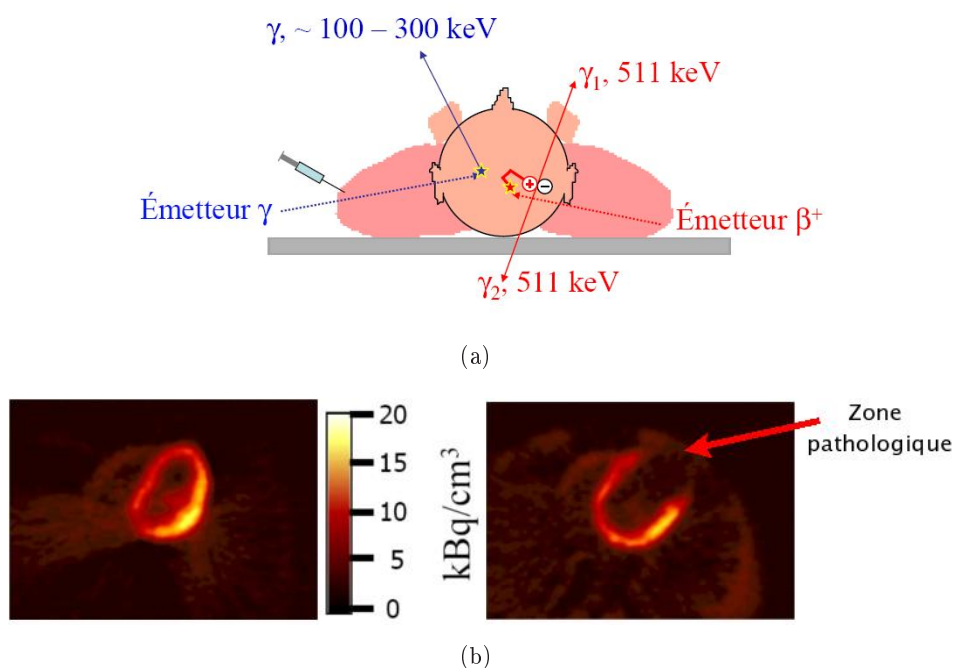 γ, ~ 100 – 300 keV
γ₁, 511 keV
Émetteur γ
Émetteur β⁺
γ₂, 511 keV
(a)
20
15
10
5
0
kBq/cm³
Zone
pathologique
(b)